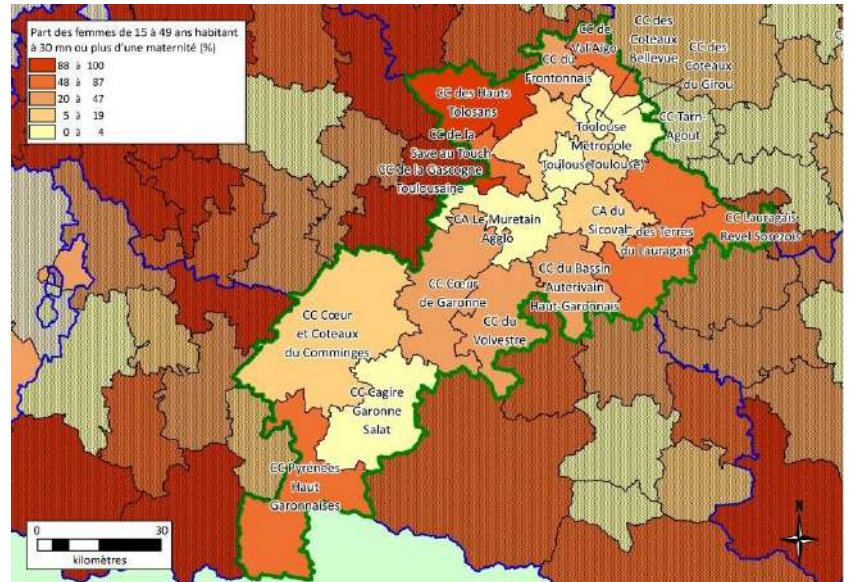 Part des femmes de 15 à 49 ans habitant
à 30 mn ou plus d'une maternité (%)
88 à 100
48 à 87
20 à 47
5 à 19
0 à 4
CC de
Val'Aïgo
CC des
Coteaux
Bellevue
CC des
Coteaux
du Girou
CC du
Frontonnais
CC des Hauts
Tolosans
CC Tarn-
Agout
Toulouse
Métropole
(Toulouse)
CC de la
Save au Touch
CC de la Gascogne
Toulousaine
CA Le Muretain
Agglo
CA du
Sicoval
CC des Terres
du Lauragais
CC Lauragais
Revel Sorezois
CC Cœur
de Garonne
CC du Bassin
Auterivain
Haut-Garonnais
CC du
Volvestre
CC Cœur
et Coteaux
du Comminges
CC Cagire
Garonne
Salat
CC Pyrénées
Haut
Garonnaises
0 30
kilomètres
N